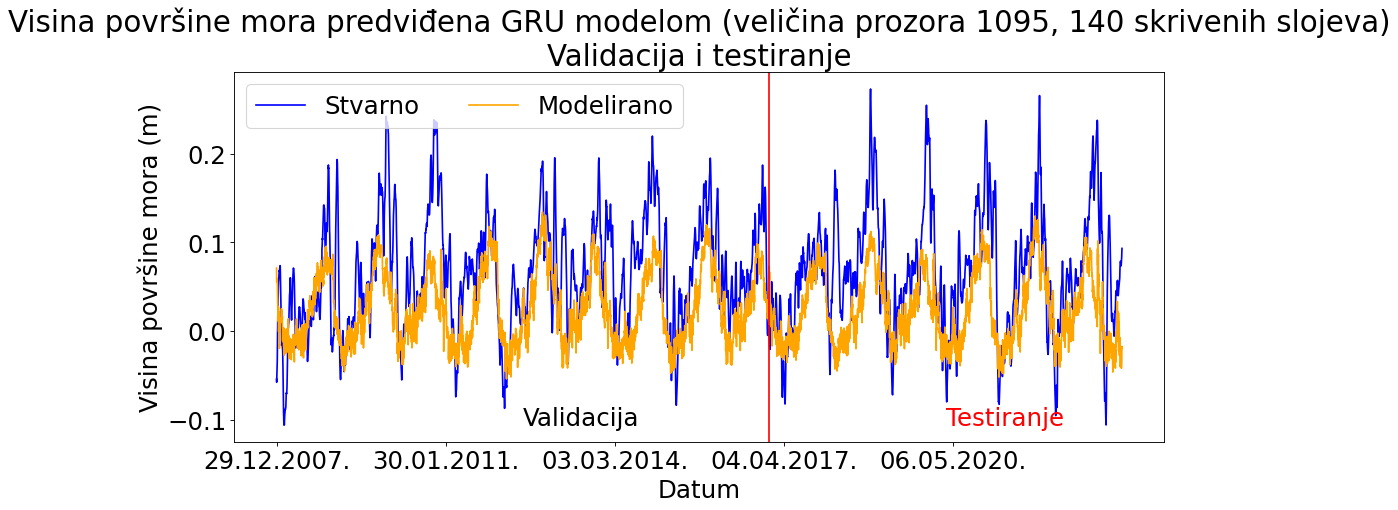 Visina površine mora predviđena GRU modelom (veličina prozora 1095, 140 skrivenih slojeva)
Validacija i testiranje
Stvarno Modelirano
Visina površine mora (m)
0.2
0.1
0.0
−0.1
Validacija
Testiranje
29.12.2007. 30.01.2011. 03.03.2014. 04.04.2017. 06.05.2020.
Datum